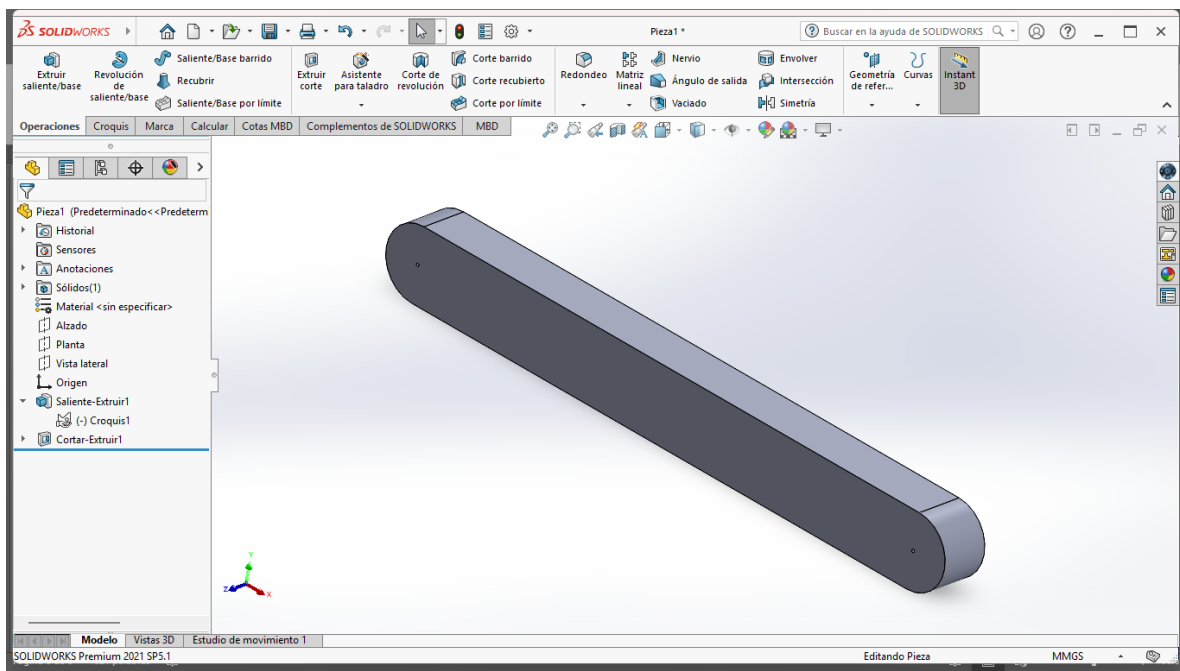 SOLIDWORKS
Pieza1 *
Buscar en la ayuda de SOLIDWORKS
Extruir saliente/base
Revolución de saliente/base
Saliente/Base barrido
Recubrir
Saliente/Base por límite
Extruir corte
Asistente para taladro
Corte de revolución
Corte barrido
Corte recubierto
Corte por límite
Redondeo
Matriz lineal
Nervio
Ángulo de salida
Vaciado
Envolver
Intersección
Simetría
Geometría de refer...
Curvas
Instant 3D
Operaciones Croquis Marca Calcular Cotas MBD Complementos de SOLIDWORKS MBD
Pieza1 (Predeterminado<<Predeterm
Historial
Sensores
Anotaciones
Sólidos(1)
Material <sin especificar>
Alzado
Planta
Vista lateral
Origen
Saliente-Extruir1
(-) Croquis1
Cortar-Extruir1
Y
Z
X
Modelo Vistas 3D Estudio de movimiento 1
SOLIDWORKS Premium 2021 SP5.1 Editando Pieza MMGS